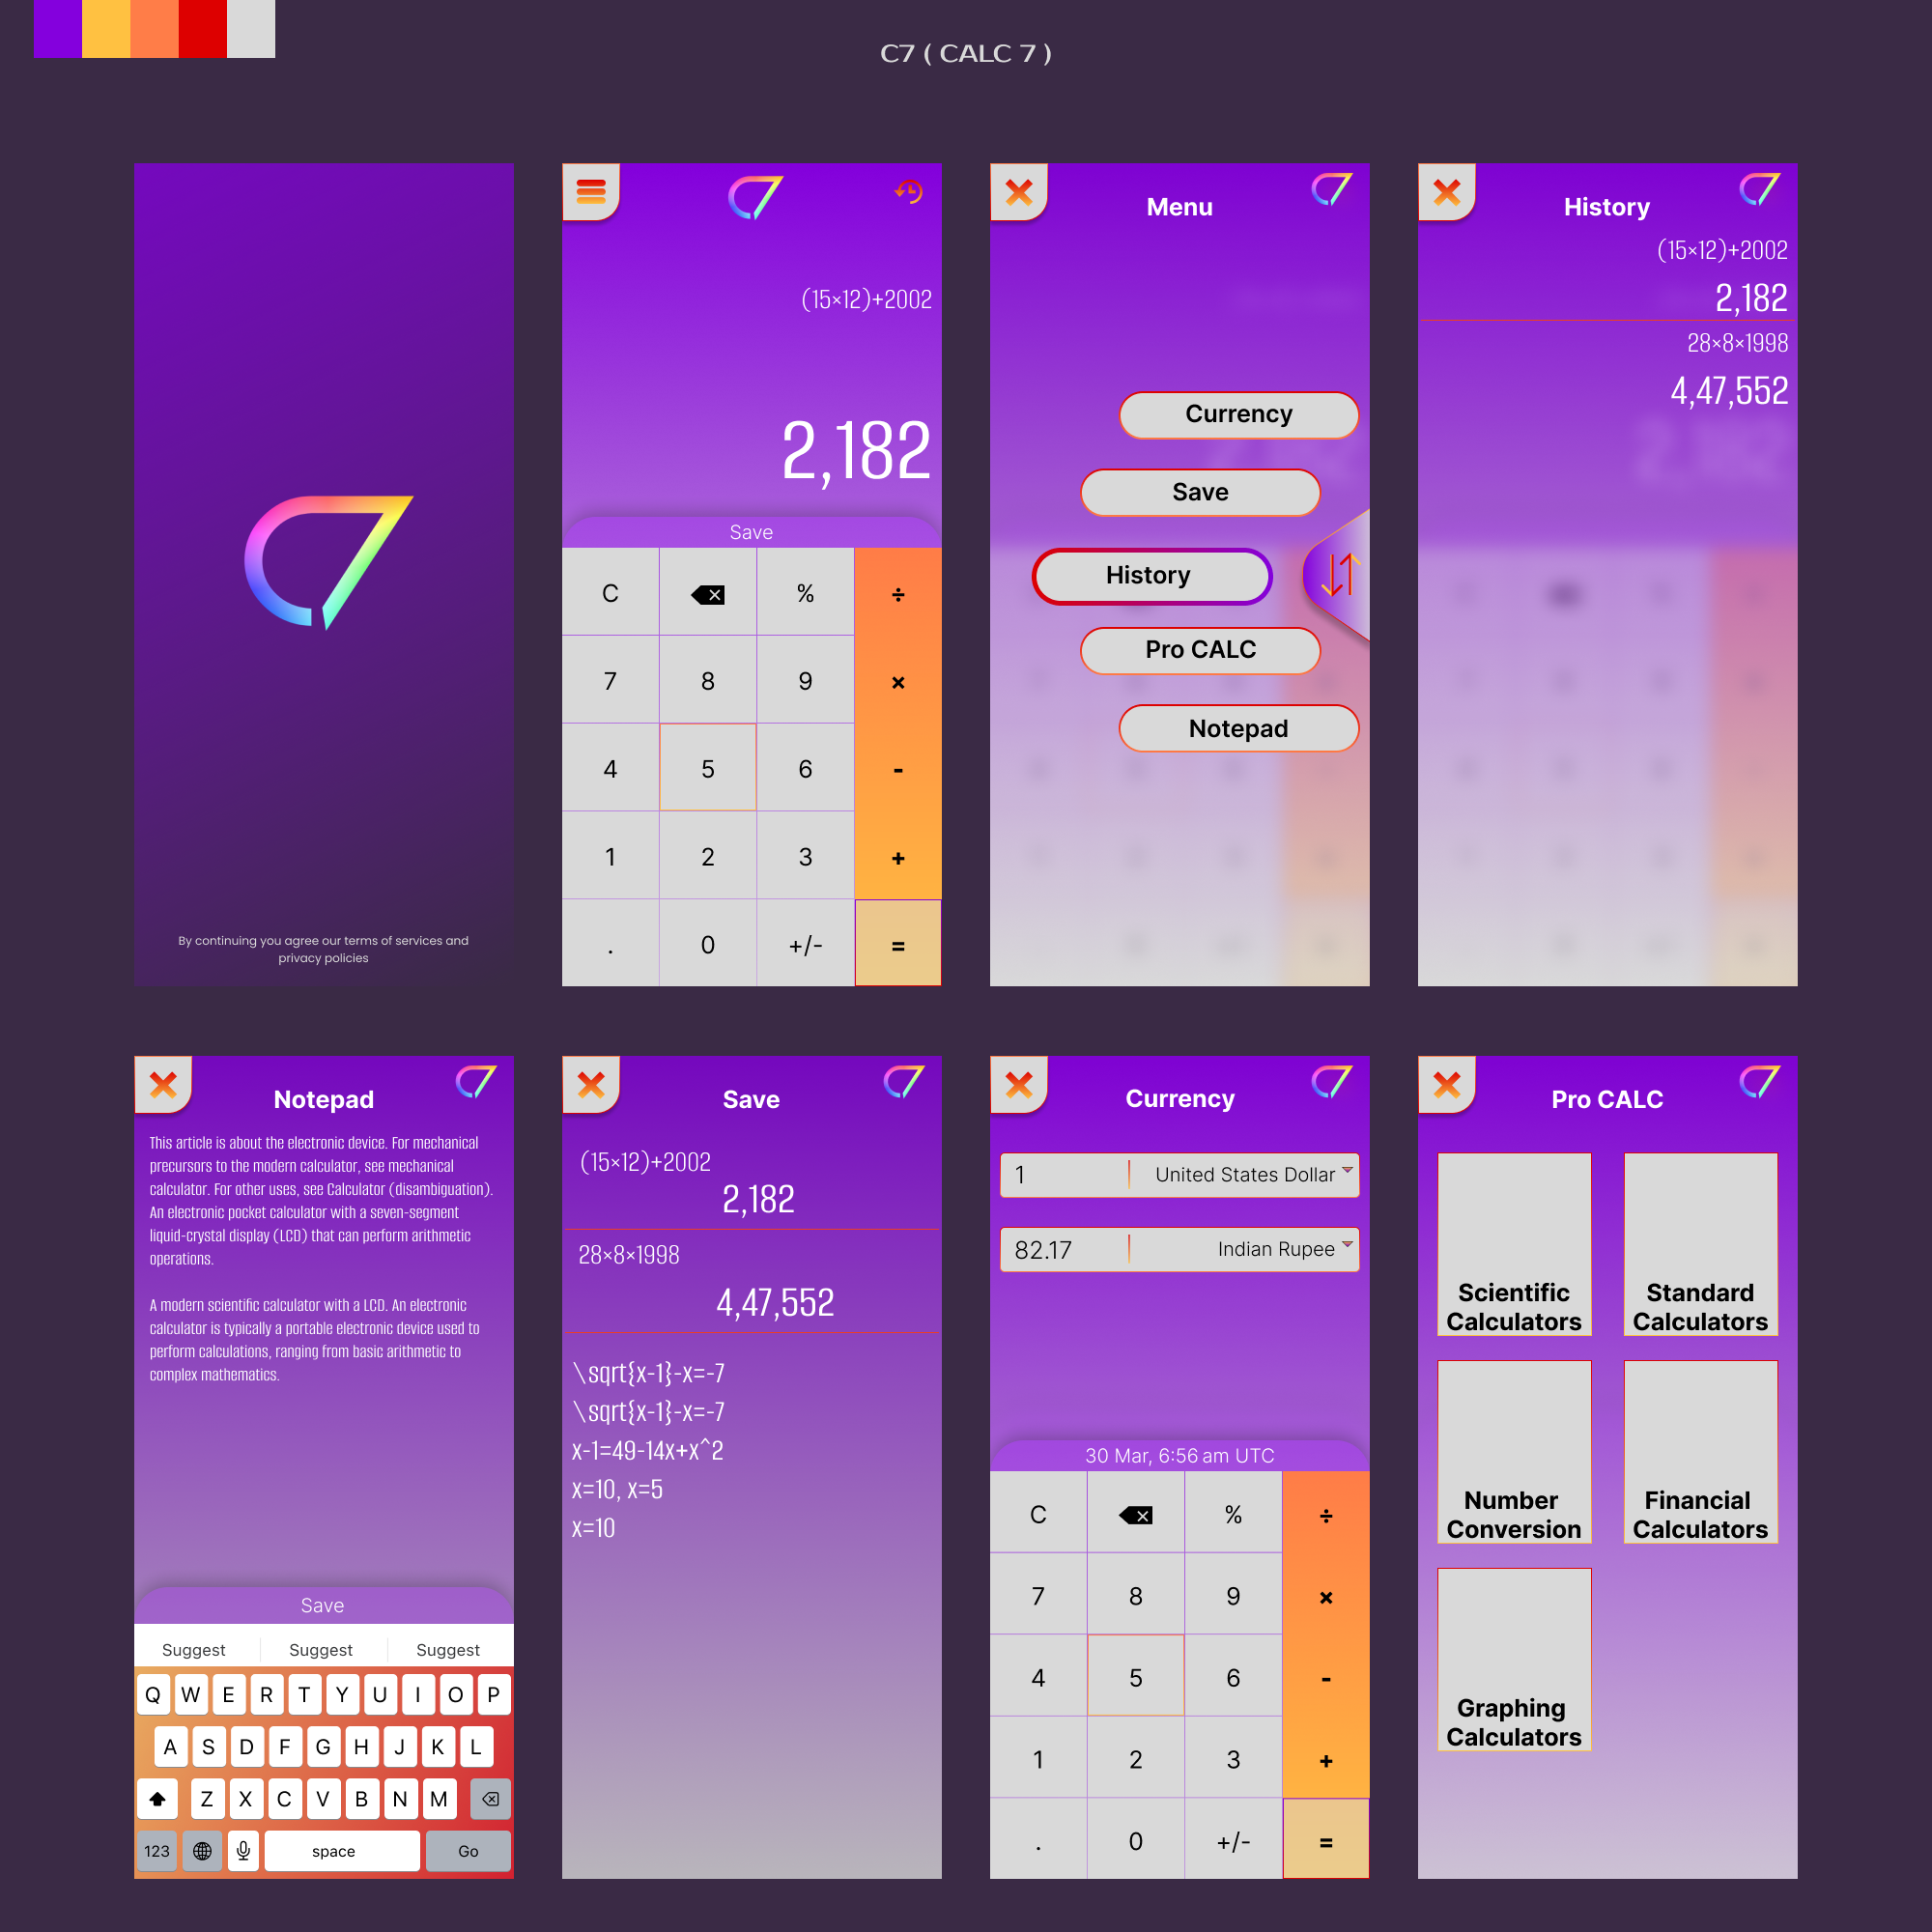 C7 ( CALC 7 )
By continuing you agree our terms of services and
privacy policies
(15×12)+2002
2,182
Save
C % ÷
7 8 9 ×
4 5 6 -
1 2 3 +
. 0 +/- =
Menu
Currency
Save
History
Pro CALC
Notepad
History
(15×12)+2002
2,182
28×8×1998
4,47,552
Notepad
This article is about the electronic device. For mechanical
precursors to the modern calculator, see mechanical
calculator. For other uses, see Calculator (disambiguation).
An electronic pocket calculator with a seven-segment
liquid-crystal display (LCD) that can perform arithmetic
operations.
A modern scientific calculator with a LCD. An electronic
calculator is typically a portable electronic device used to
perform calculations, ranging from basic arithmetic to
complex mathematics.
Save
Suggest Suggest Suggest
Q W E R T Y U I O P
A S D F G H J K L
Z X C V B N M
123 space Go
Save
(15×12)+2002
2,182
28×8×1998
4,47,552
\sqrt{x-1}-x=-7
\sqrt{x-1}-x=-7
x-1=49-14x+x^2
x=10, x=5
x=10
Currency
1 United States Dollar
82.17 Indian Rupee
30 Mar, 6:56 am UTC
C % ÷
7 8 9 ×
4 5 6 -
1 2 3 +
. 0 +/- =
Pro CALC
Scientific
Calculators
Standard
Calculators
Number
Conversion
Financial
Calculators
Graphing
Calculators